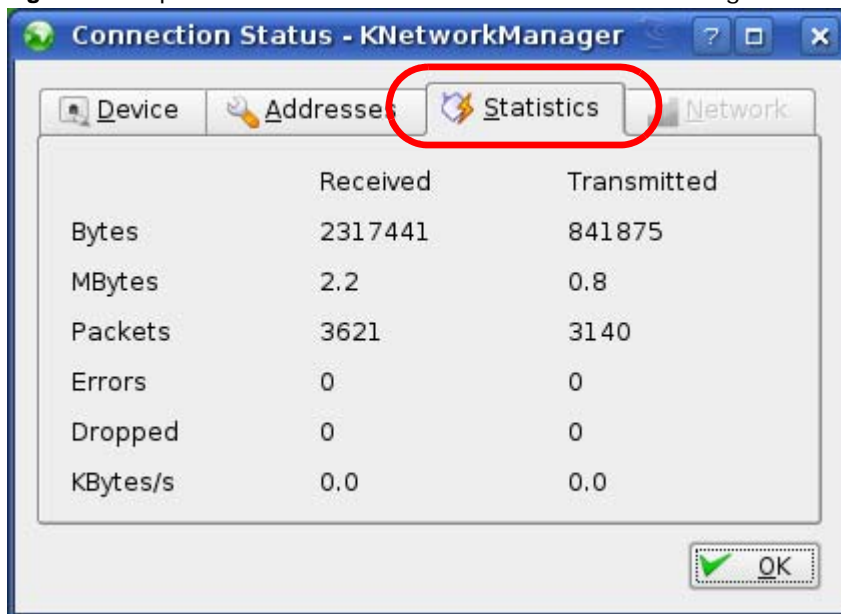 Connection Status - KNetworkManager ?
Device Addresses Statistics Network
Received Transmitted
Bytes 2317441 841875
MBytes 2.2 0.8
Packets 3621 3140
Errors 0 0
Dropped 0 0
KBytes/s 0.0 0.0
OK